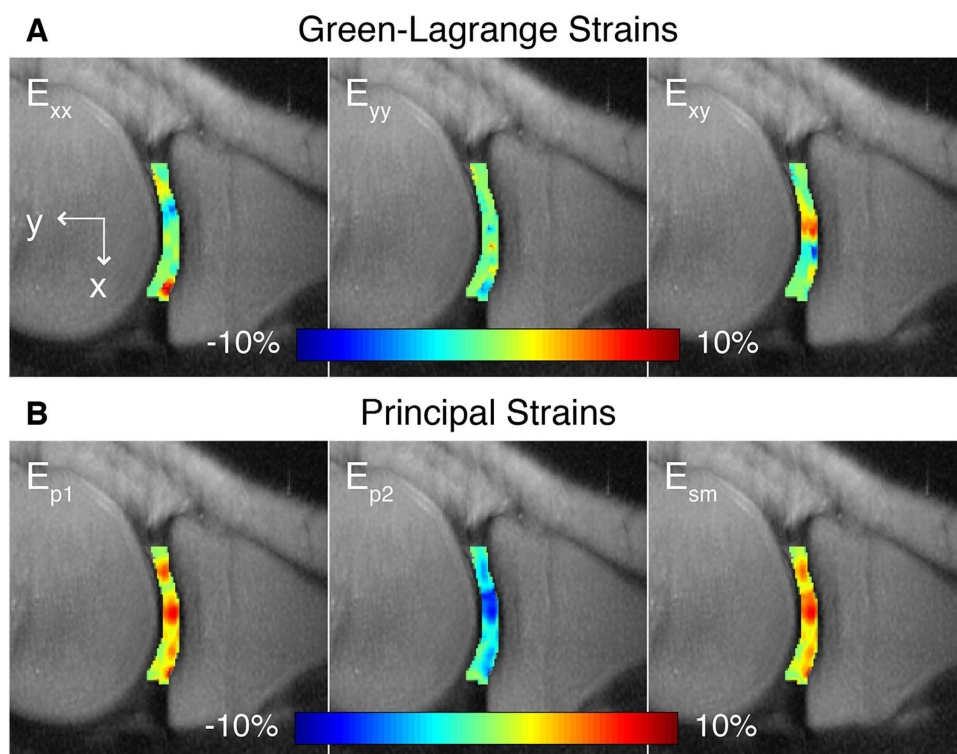 A Green-Lagrange Strains
Exx Eyy Exy
y
x
-10% 10%
B Principal Strains
Ep1 Ep2 Esm
-10% 10%